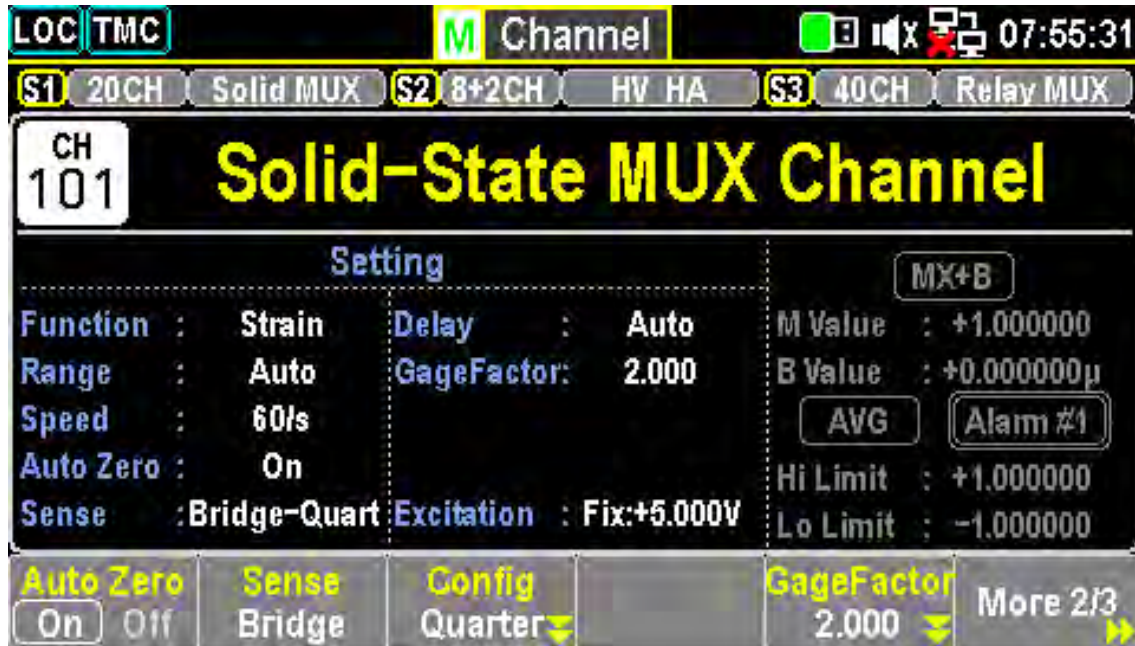 LOC TMC M Channel 07:55:31
S1 20CH Solid MUX S2 8+2CH HV HA S3 40CH Relay MUX
CH
101
Solid-State MUX Channel
Setting
Function : Strain
Range : Auto
Speed : 60/s
Auto Zero : On
Sense :Bridge-Quart
Delay : Auto
GageFactor: 2.000
Excitation : Fix:+5.000V
MX+B
M Value : +1.000000
B Value : +0.000000µ
AVG Alarm #1
Hi Limit : +1.000000
Lo Limit : -1.000000
Auto Zero
On Off
Sense
Bridge
Config
Quarter
GageFactor
2.000
More 2/3